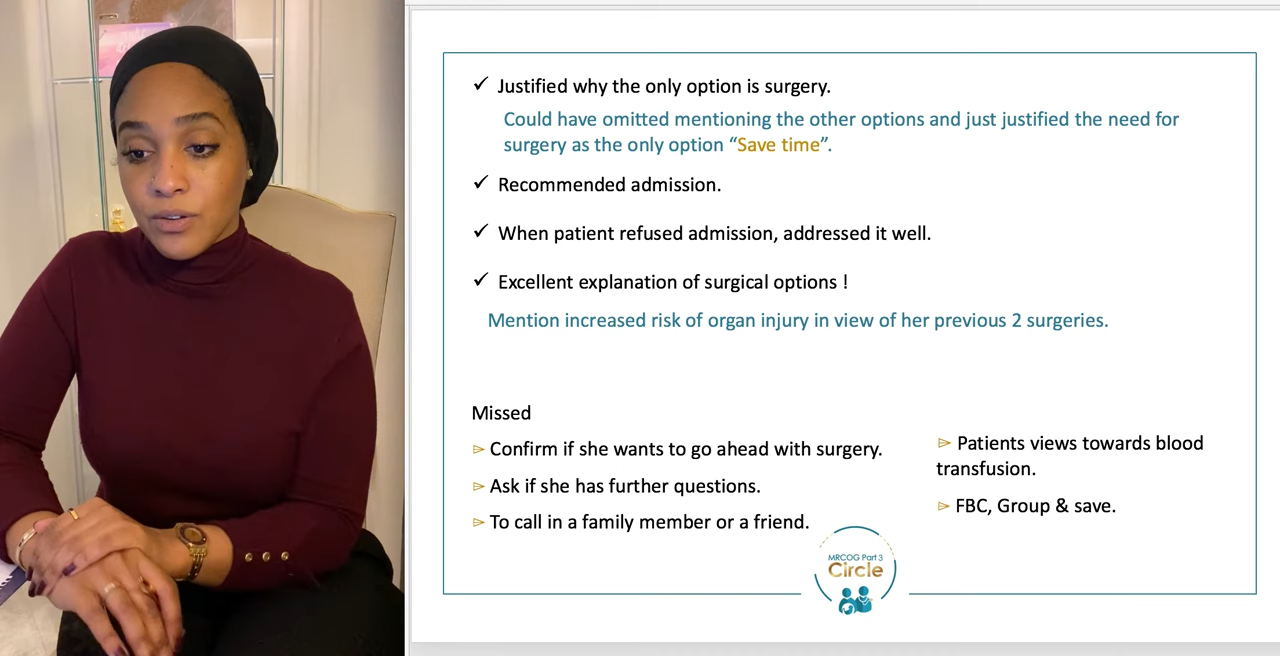 ✓ Justified why the only option is surgery.
Could have omitted mentioning the other options and just justified the need for
surgery as the only option “Save time”.
✓ Recommended admission.
✓ When patient refused admission, addressed it well.
✓ Excellent explanation of surgical options !
Mention increased risk of organ injury in view of her previous 2 surgeries.
Missed
Confirm if she wants to go ahead with surgery.
Ask if she has further questions.
To call in a family member or a friend.
Patients views towards blood
transfusion.
FBC, Group & save.
MRCOG Part 3
Circle